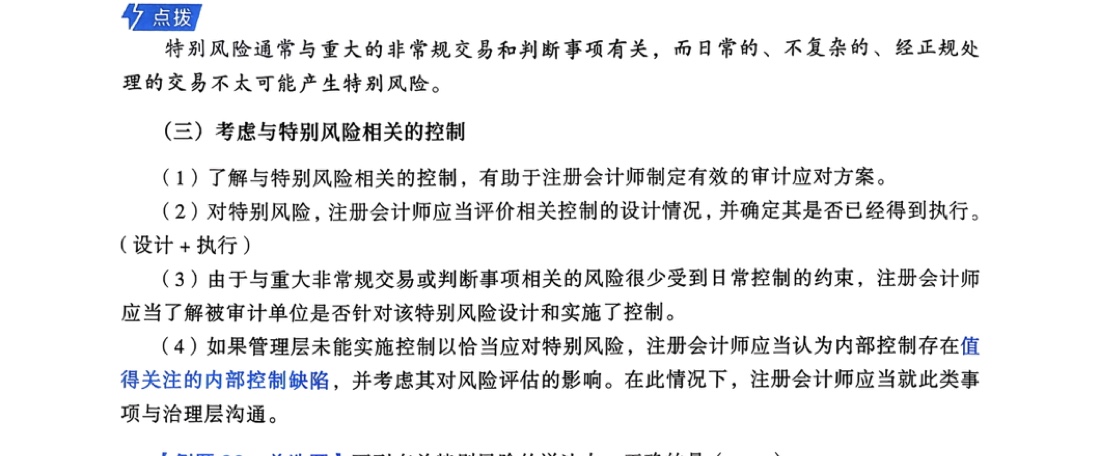 点拨
特别风险通常与重大的非常规交易和判断事项有关，而日常的、不复杂的、经正规处
理的交易不太可能产生特别风险。
（三）考虑与特别风险相关的控制
（1）了解与特别风险相关的控制，有助于注册会计师制定有效的审计应对方案。
（2）对特别风险，注册会计师应当评价相关控制的设计情况，并确定其是否已经得到执行。
（设计 + 执行）
（3）由于与重大非常规交易或判断事项相关的风险很少受到日常控制的约束，注册会计师
应当了解被审计单位是否针对该特别风险设计和实施了控制。
（4）如果管理层未能实施控制以恰当应对特别风险，注册会计师应当认为内部控制存在值
得关注的内部控制缺陷，并考虑其对风险评估的影响。在此情况下，注册会计师应当就此类事
项与治理层沟通。